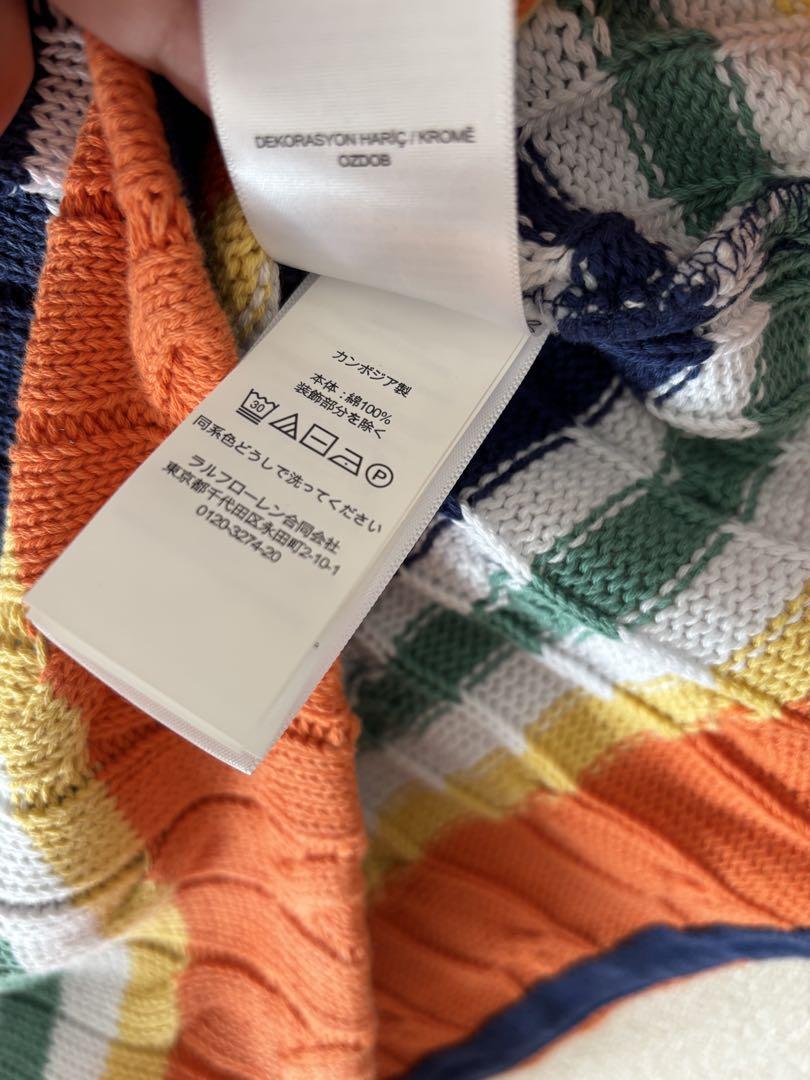 DEKORASYON HARİÇ / KROMĒ
OZDOB
カンボジア製
本体：綿100%
装飾部分を除く
30 P
同系色どうしで洗ってください
ラルフローレン合同会社
東京都千代田区永田町2-10-1
0120-3274-20